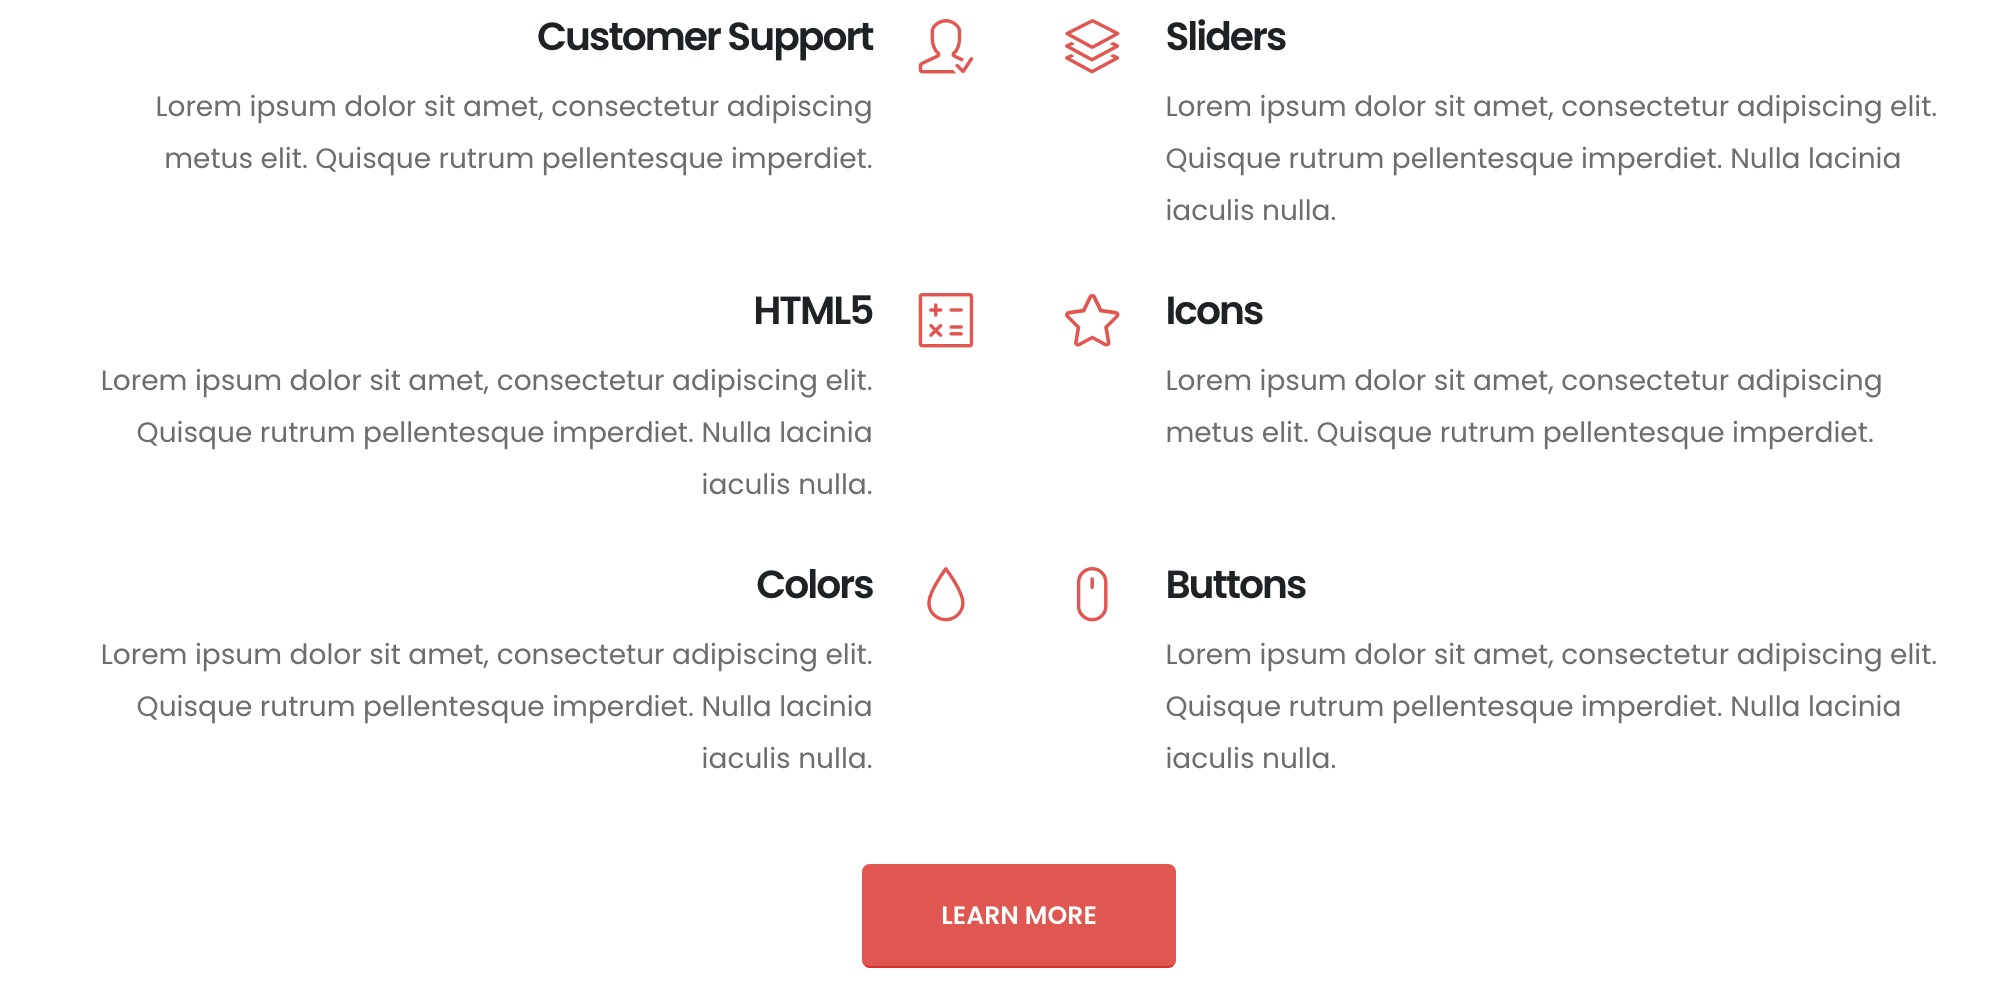 Customer Support
Lorem ipsum dolor sit amet, consectetur adipiscing
metus elit. Quisque rutrum pellentesque imperdiet.
Sliders
Lorem ipsum dolor sit amet, consectetur adipiscing elit.
Quisque rutrum pellentesque imperdiet. Nulla lacinia
iaculis nulla.
HTML5
Lorem ipsum dolor sit amet, consectetur adipiscing elit.
Quisque rutrum pellentesque imperdiet. Nulla lacinia
iaculis nulla.
Icons
Lorem ipsum dolor sit amet, consectetur adipiscing
metus elit. Quisque rutrum pellentesque imperdiet.
Colors
Lorem ipsum dolor sit amet, consectetur adipiscing elit.
Quisque rutrum pellentesque imperdiet. Nulla lacinia
iaculis nulla.
Buttons
Lorem ipsum dolor sit amet, consectetur adipiscing elit.
Quisque rutrum pellentesque imperdiet. Nulla lacinia
iaculis nulla.
LEARN MORE